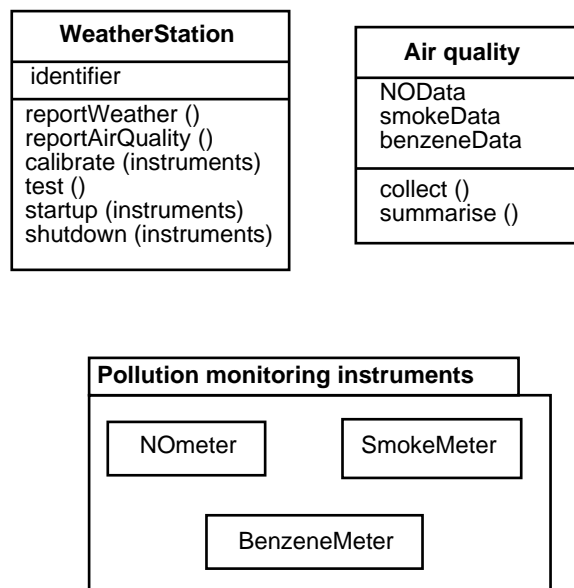 WeatherStation
identifier
reportWeather ()
reportAirQuality ()
calibrate (instruments)
test ()
startup (instruments)
shutdown (instruments)
Air quality
NOData
smokeData
benzeneData
collect ()
summarise ()
Pollution monitoring instruments
NOmeter
SmokeMeter
BenzeneMeter